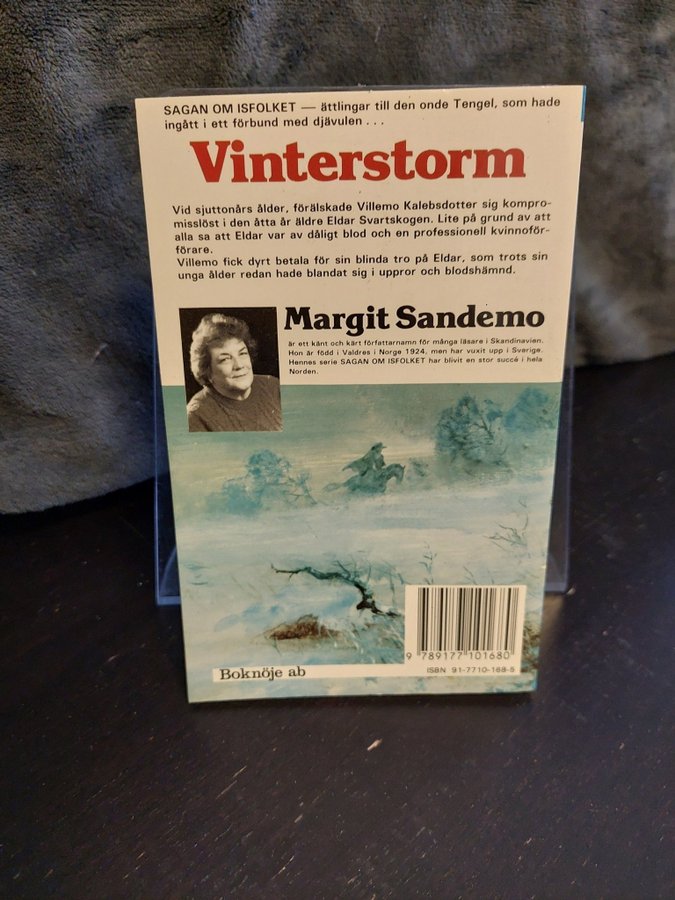 SAGAN OM ISFOLKET — ättlingar till den onde Tengel, som hade
ingått i ett förbund med djävulen . . .
Vinterstorm
Vid sjuttonårs ålder, förälskade Villemo Kalebsdotter sig kompro-
misslöst i den åtta år äldre Eldar Svartskogen. Lite på grund av att
alla sa att Eldar var av dåligt blod och en professionell kvinnoför-
förare.
Villemo fick dyrt betala för sin blinda tro på Eldar, som trots sin
unga ålder redan hade blandat sig i uppror och blodshämnd.
Margit Sandemo
är ett känt och kärt författarnamn för många läsare i Skandinavien.
Hon är född i Valdres i Norge 1924, men har vuxit upp i Sverige.
Hennes serie SAGAN OM ISFOLKET har blivit en stor succé i hela
Norden.
9 789177 101680
ISBN 91-7710-168-5
Boknöje ab